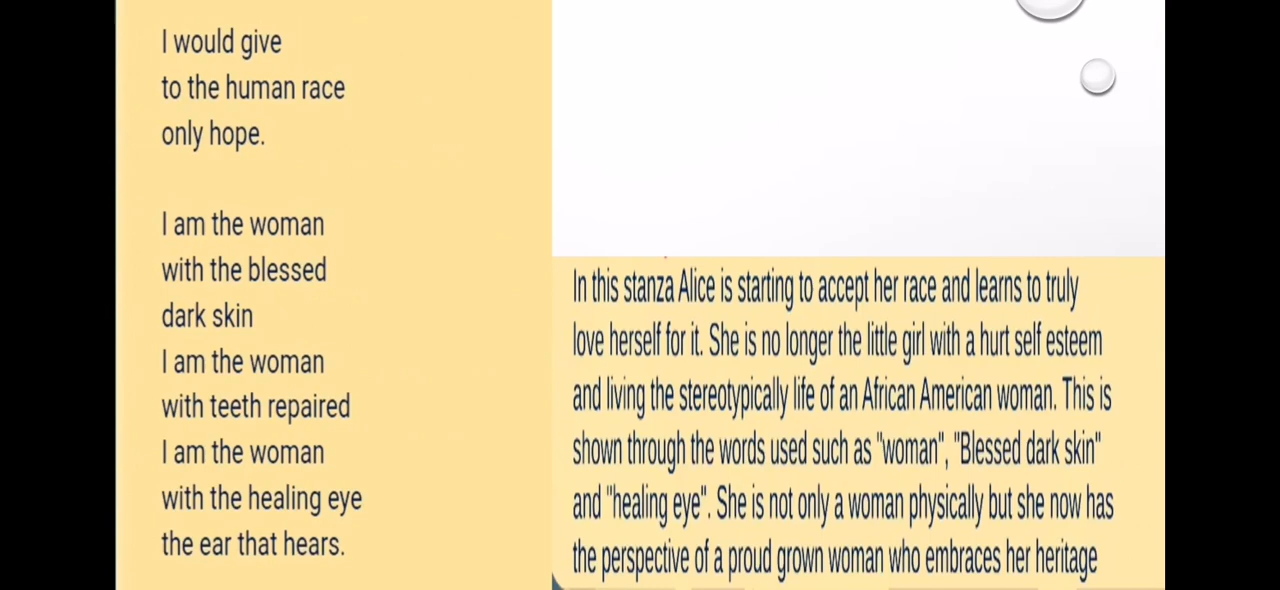 I would give
to the human race
only hope.
I am the woman
with the blessed
dark skin
I am the woman
with teeth repaired
I am the woman
with the healing eye
the ear that hears.
In this stanza Alice is starting to accept her race and learns to truly
love herself for it. She is no longer the little girl with a hurt self esteem
and living the stereotypically life of an African American woman. This is
shown through the words used such as "woman", "Blessed dark skin"
and "healing eye". She is not only a woman physically but she now has
the perspective of a proud grown woman who embraces her heritage